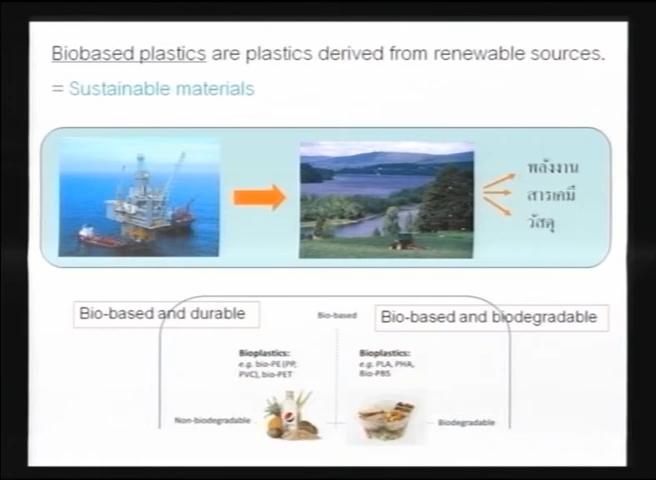 Biobased plastics are plastics derived from renewable sources.
= Sustainable materials
พลังงาน
สารเคมี
วัสดุ
Bio-based and durable
Bio-based
Bio-based and biodegradable
Bioplastics:
e.g. bio-PE (PP,
PVC), bio-PET
Bioplastics:
e.g. PLA, PHA,
Bio-PBS
Non-biodegradable
Biodegradable